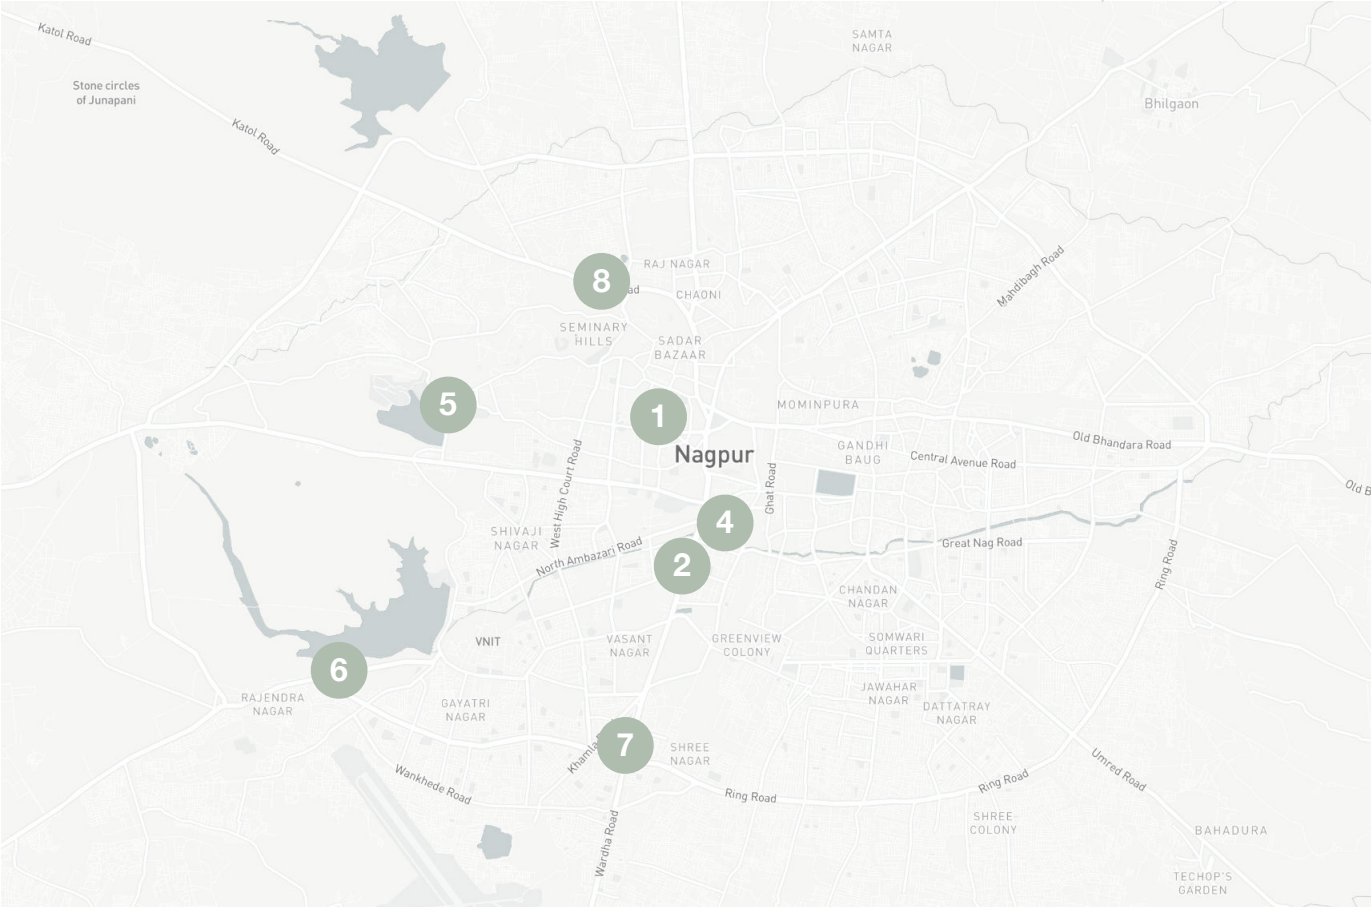 Katol Road
SAMTA
NAGAR
Stone circles
of Junapani
Bhilgaon
Katol Road
RAJ NAGAR
Mahdibagh Road
8
ad
CHAONI
SEMINARY
HILLS
SADAR
BAZAAR
5
1
MOMINPURA
Nagpur
GANDHI
BAUG
Old Bhandara Road
Central Avenue Road
West High Court Road
Ghat Road
Old B
4
SHIVAJI
NAGAR
North Ambazari Road
Great Nag Road
2
Ring Road
CHANDAN
NAGAR
VNIT
VASANT
NAGAR
GREENVIEW
COLONY
SOMWARI
QUARTERS
6
RAJENDRA
NAGAR
GAYATRI
NAGAR
JAWAHAR
NAGAR
DATTATRAY
NAGAR
Khamla
7
SHREE
NAGAR
Wankhede Road
Ring Road
Ring Road
Umred Road
Wardha Road
SHREE
COLONY
BAHADURA
TECHOP'S
GARDEN